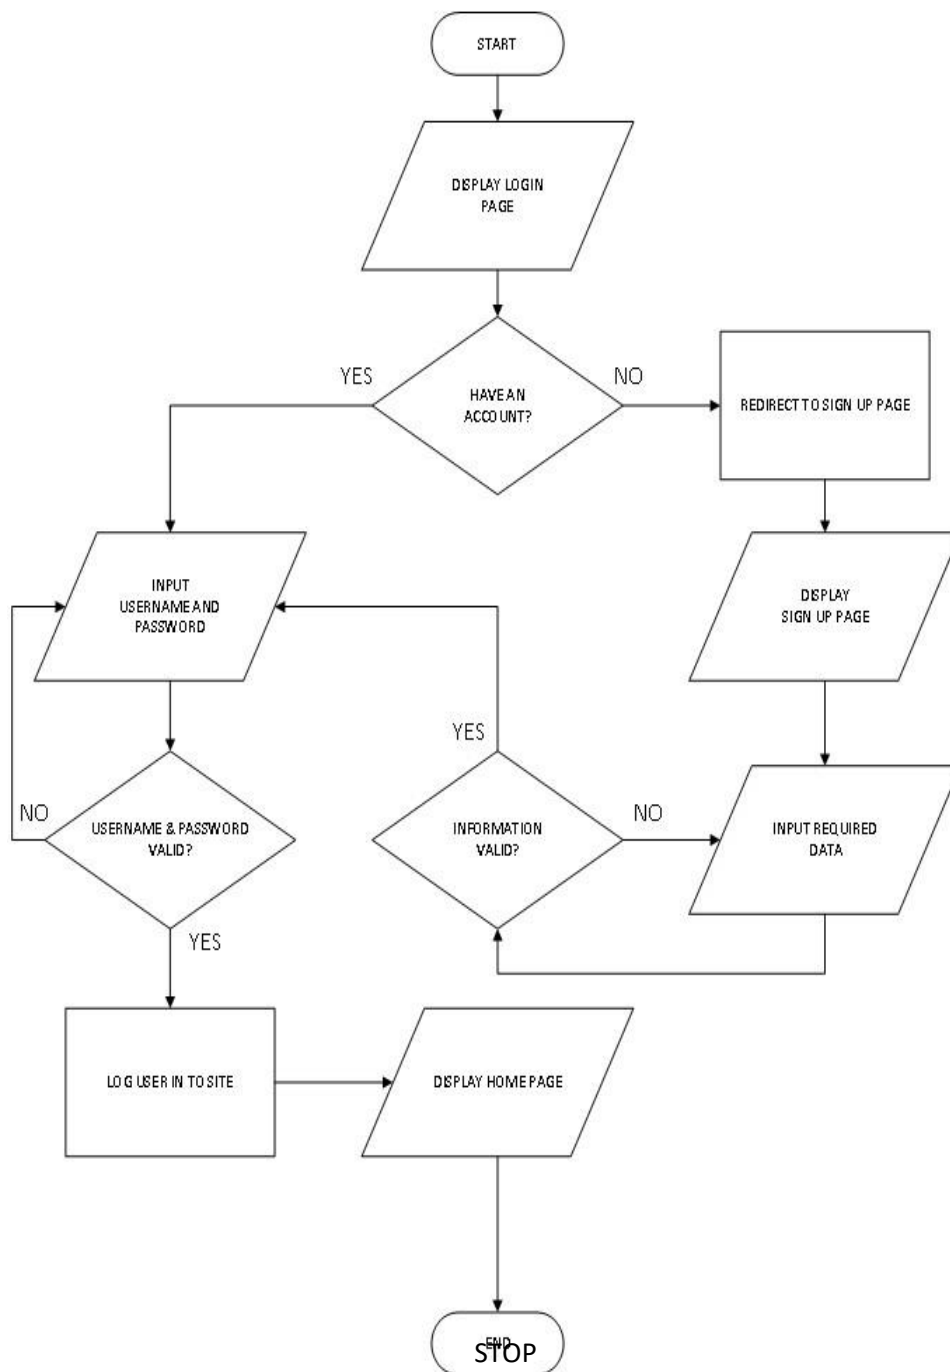 START
DISPLAY LOGIN
PAGE
YES
NO
HAVE AN
ACCOUNT?
REDIRECT TO SIGN UP PAGE
INPUT
USERNAME AND
PASSWORD
DISPLAY
SIGN UP PAGE
YES
NO
USERNAME & PASSWORD
VALID?
INFORMATION
VALID?
NO
INPUT REQUIRED
DATA
YES
LOG USER IN TO SITE
DISPLAY HOME PAGE
END
STOP